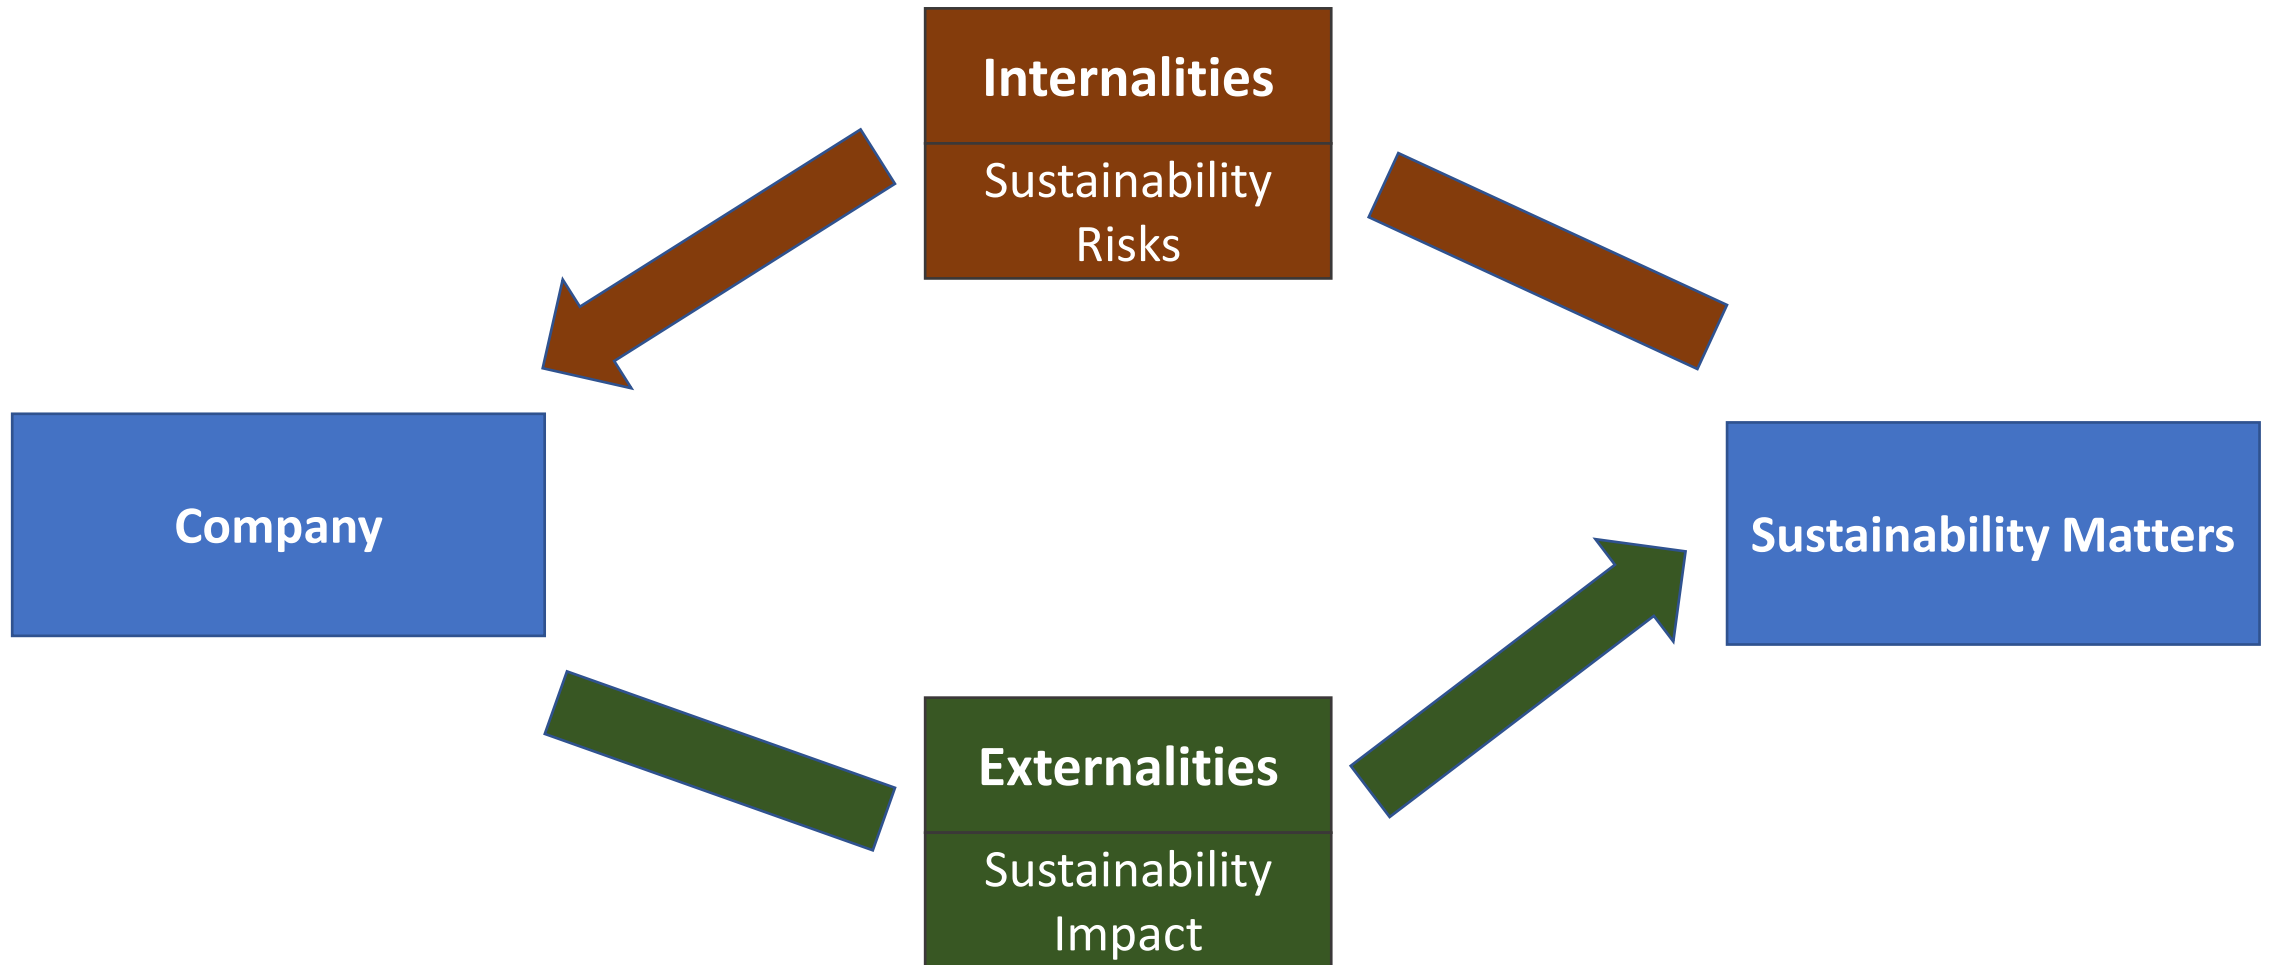 Internalities
Sustainability
Risks
Company
Sustainability Matters
Externalities
Sustainability
Impact